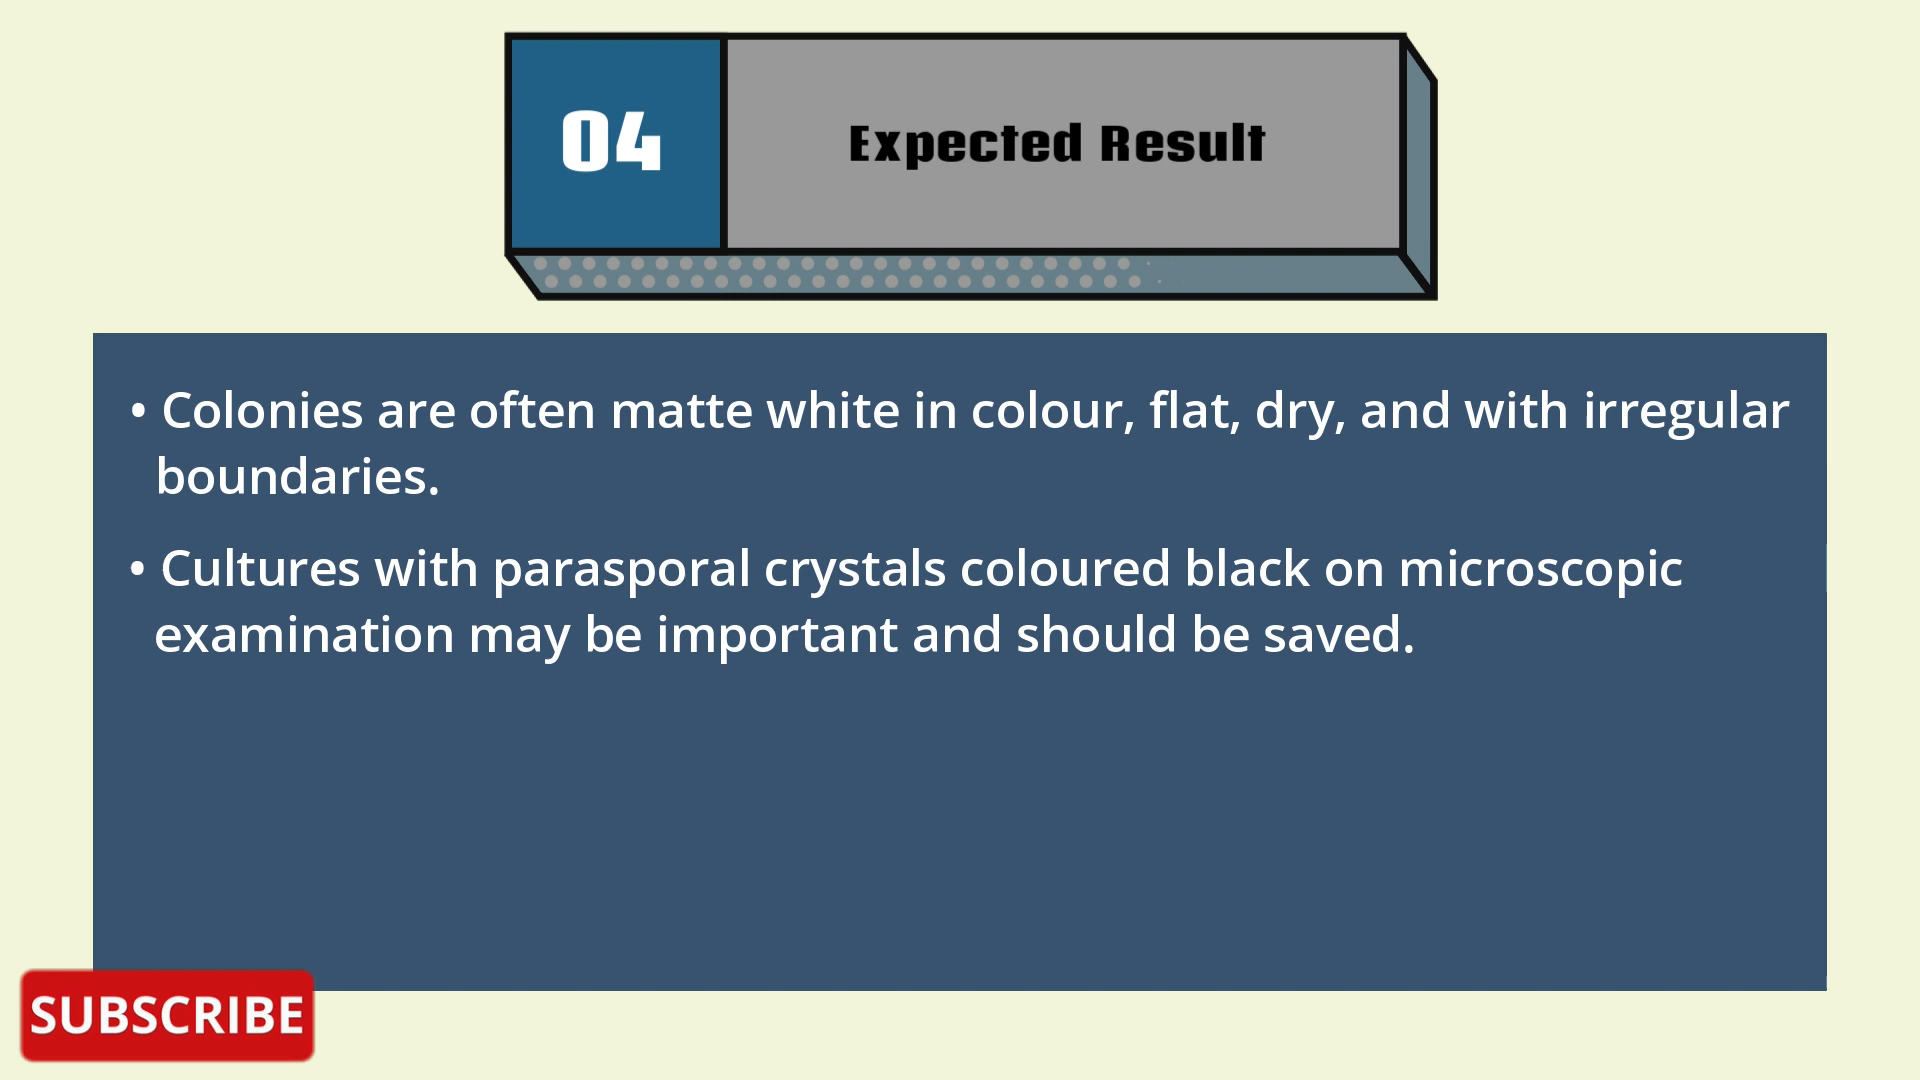 04
Expected Result
• Colonies are often matte white in colour, flat, dry, and with irregular
boundaries.
• Cultures with parasporal crystals coloured black on microscopic
examination may be important and should be saved.
SUBSCRIBE